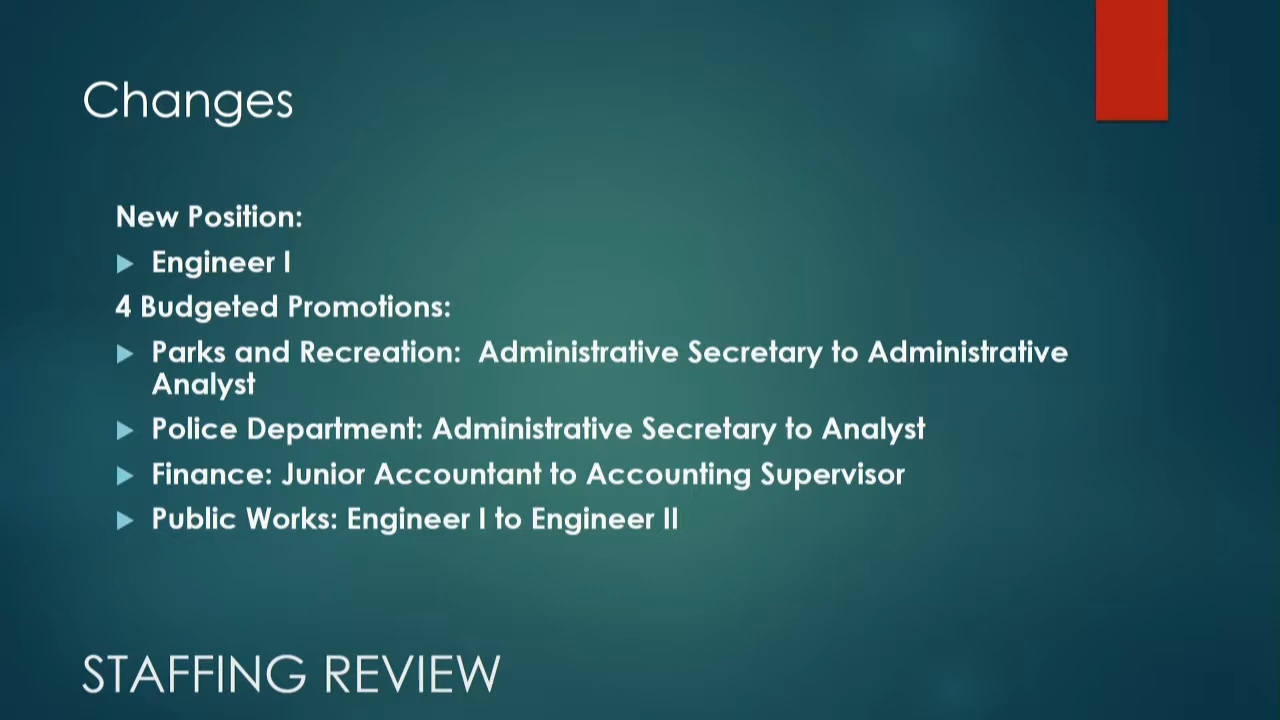 Changes
New Position:
Engineer I
4 Budgeted Promotions:
Parks and Recreation: Administrative Secretary to Administrative
Analyst
Police Department: Administrative Secretary to Analyst
Finance: Junior Accountant to Accounting Supervisor
Public Works: Engineer I to Engineer II
STAFFING REVIEW